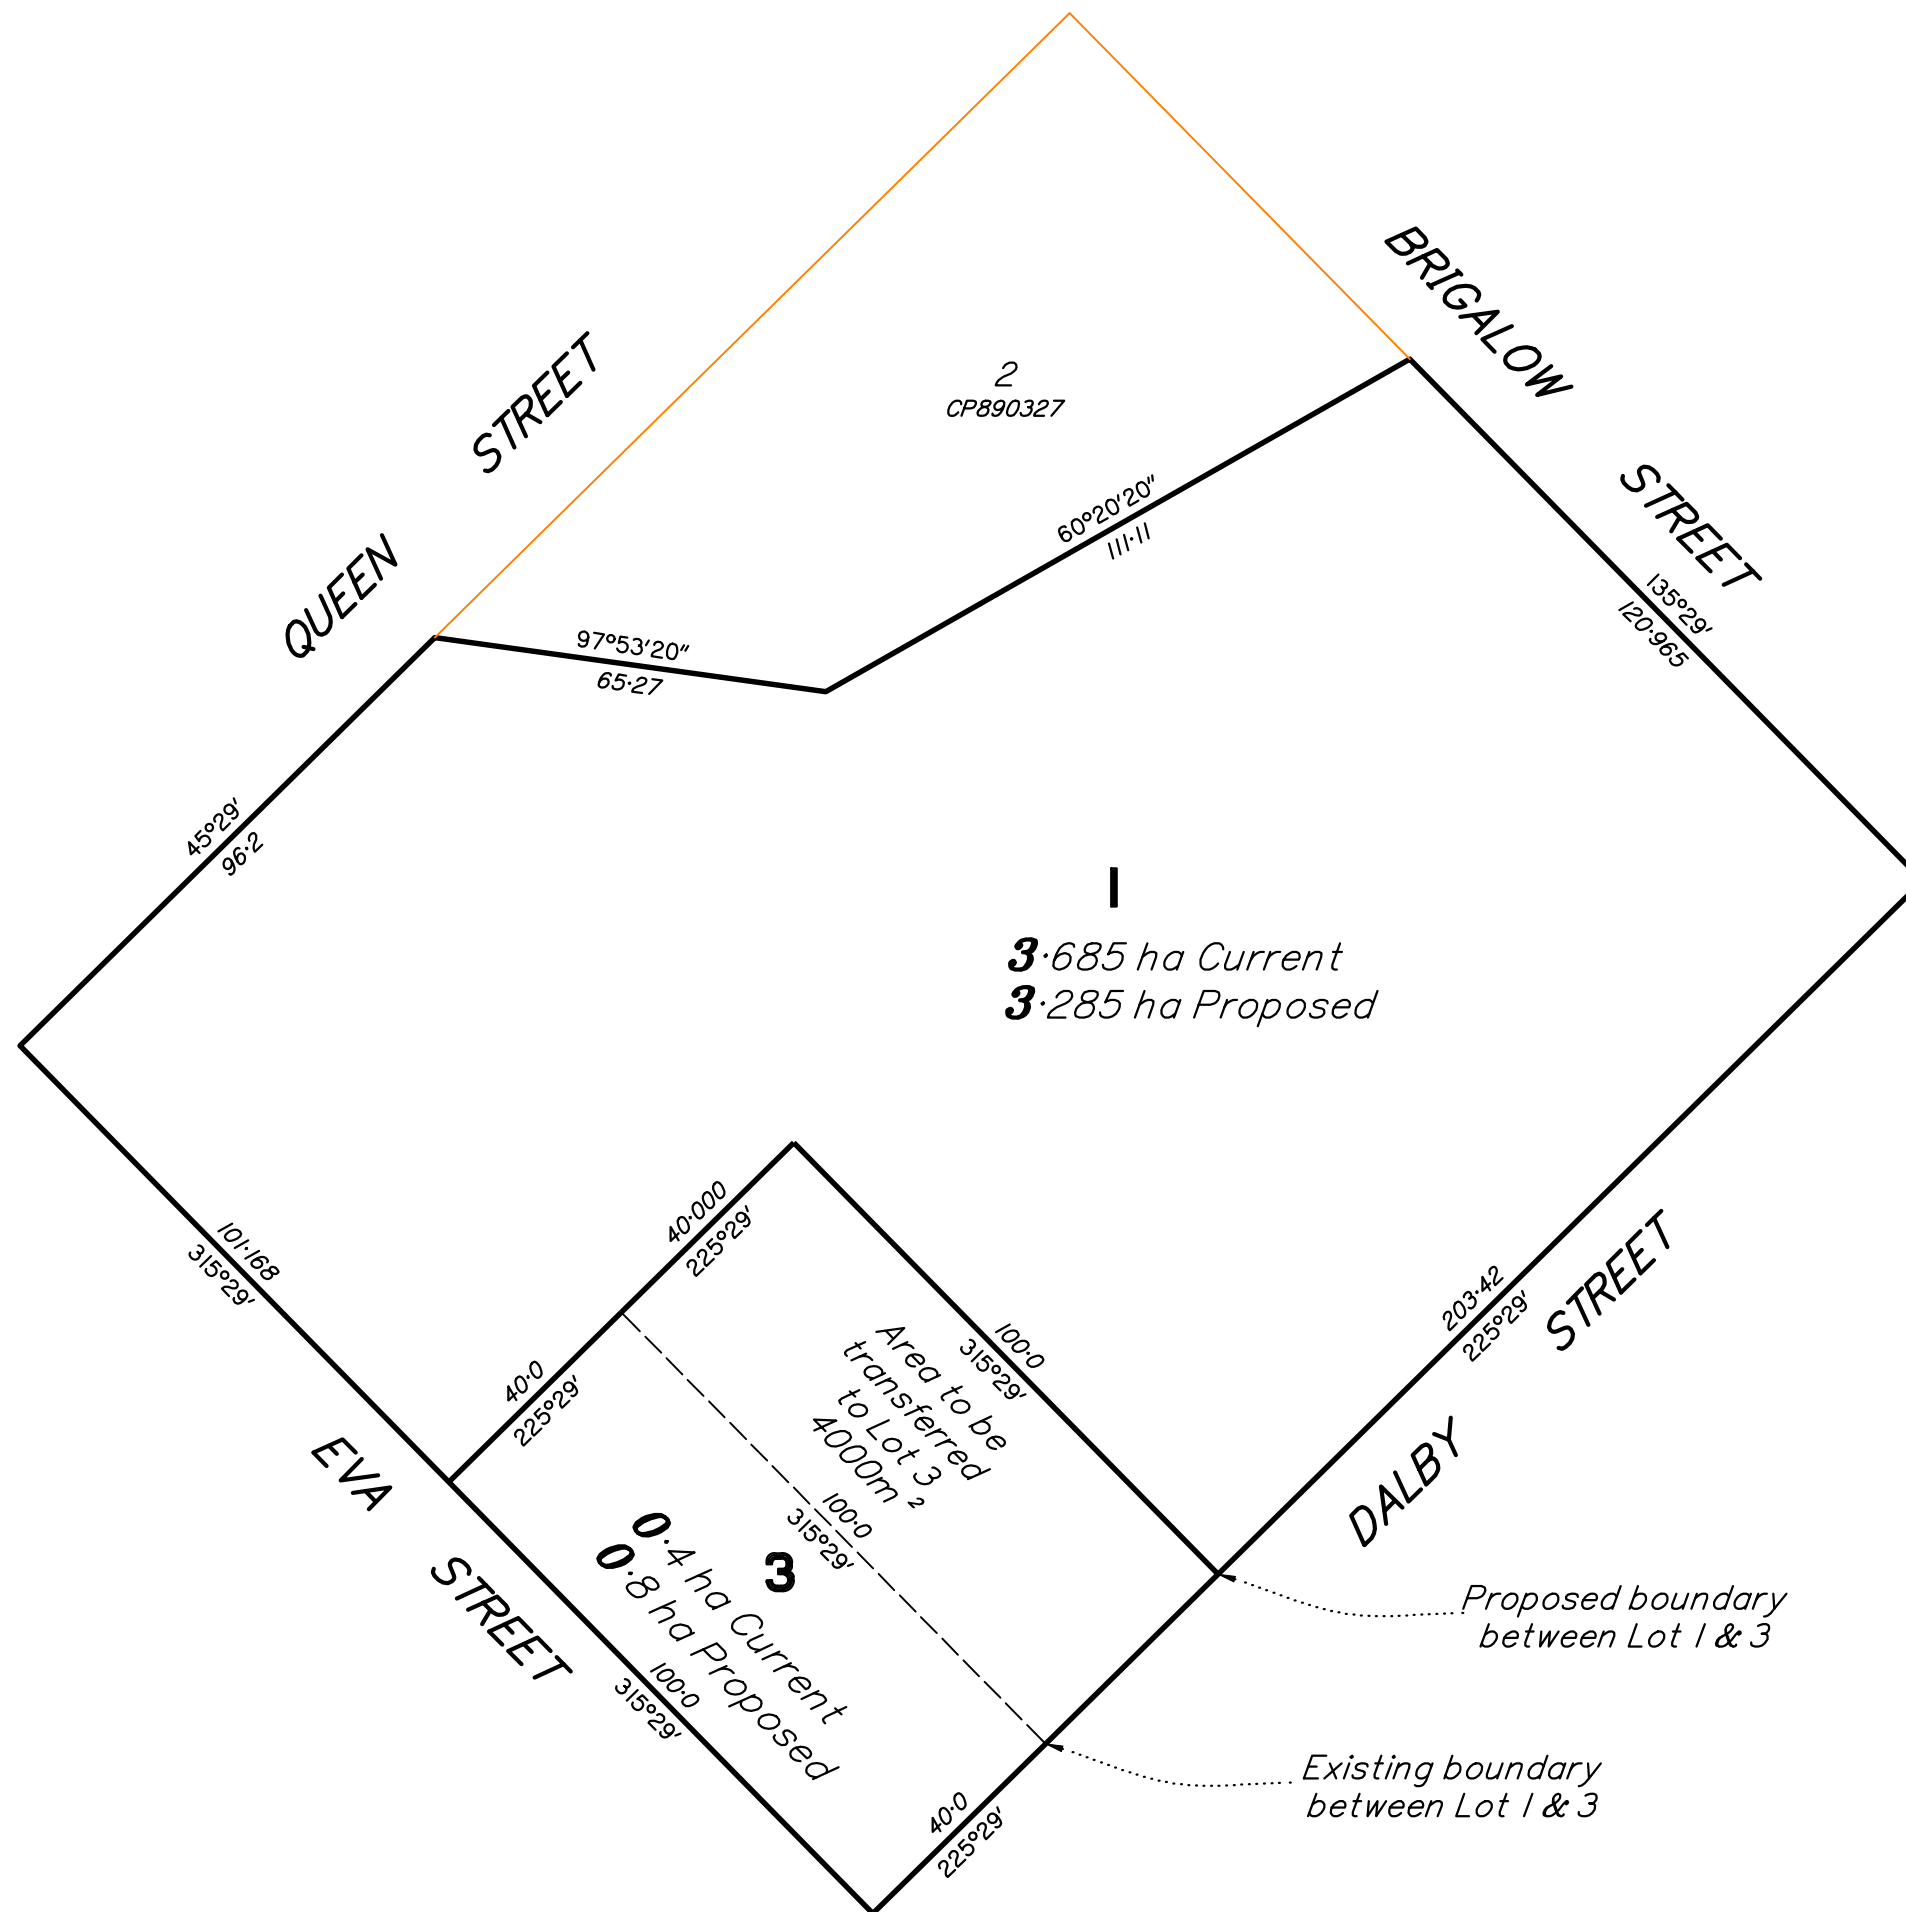 BRIGALOW
STREET
QUEEN
STREET
2
CP890327
60°20'20"
111·11
97°53'20"
65·27
135°29'
120·965
45°29'
96·2
1
3·685 ha Current
3·285 ha Proposed
40·000
225°29'
101·168
315°29'
40·0
225°29'
100·0
315°29'
Area to be
transferred
to Lot 3
4000m²
203·42
225°29'
DALBY
STREET
EVA
STREET
100·0
315°29'
3
0·4 ha Current
0·8 ha Proposed
100·0
315°29'
Proposed boundary
between Lot 1 & 3
Existing boundary
between Lot 1 & 3
40·0
225°29'